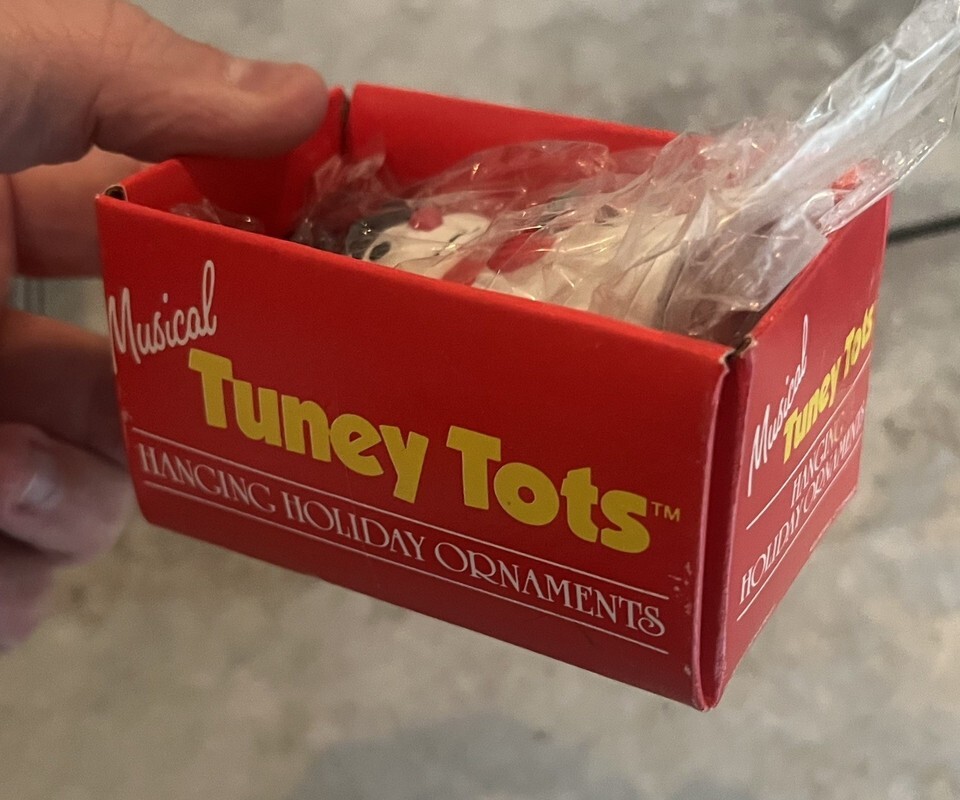 Musical
Tuney Tots™
HANGING HOLIDAY ORNAMENTS
Musical
Tuney Tots
HANGING
HOLIDAY ORNAMENTS